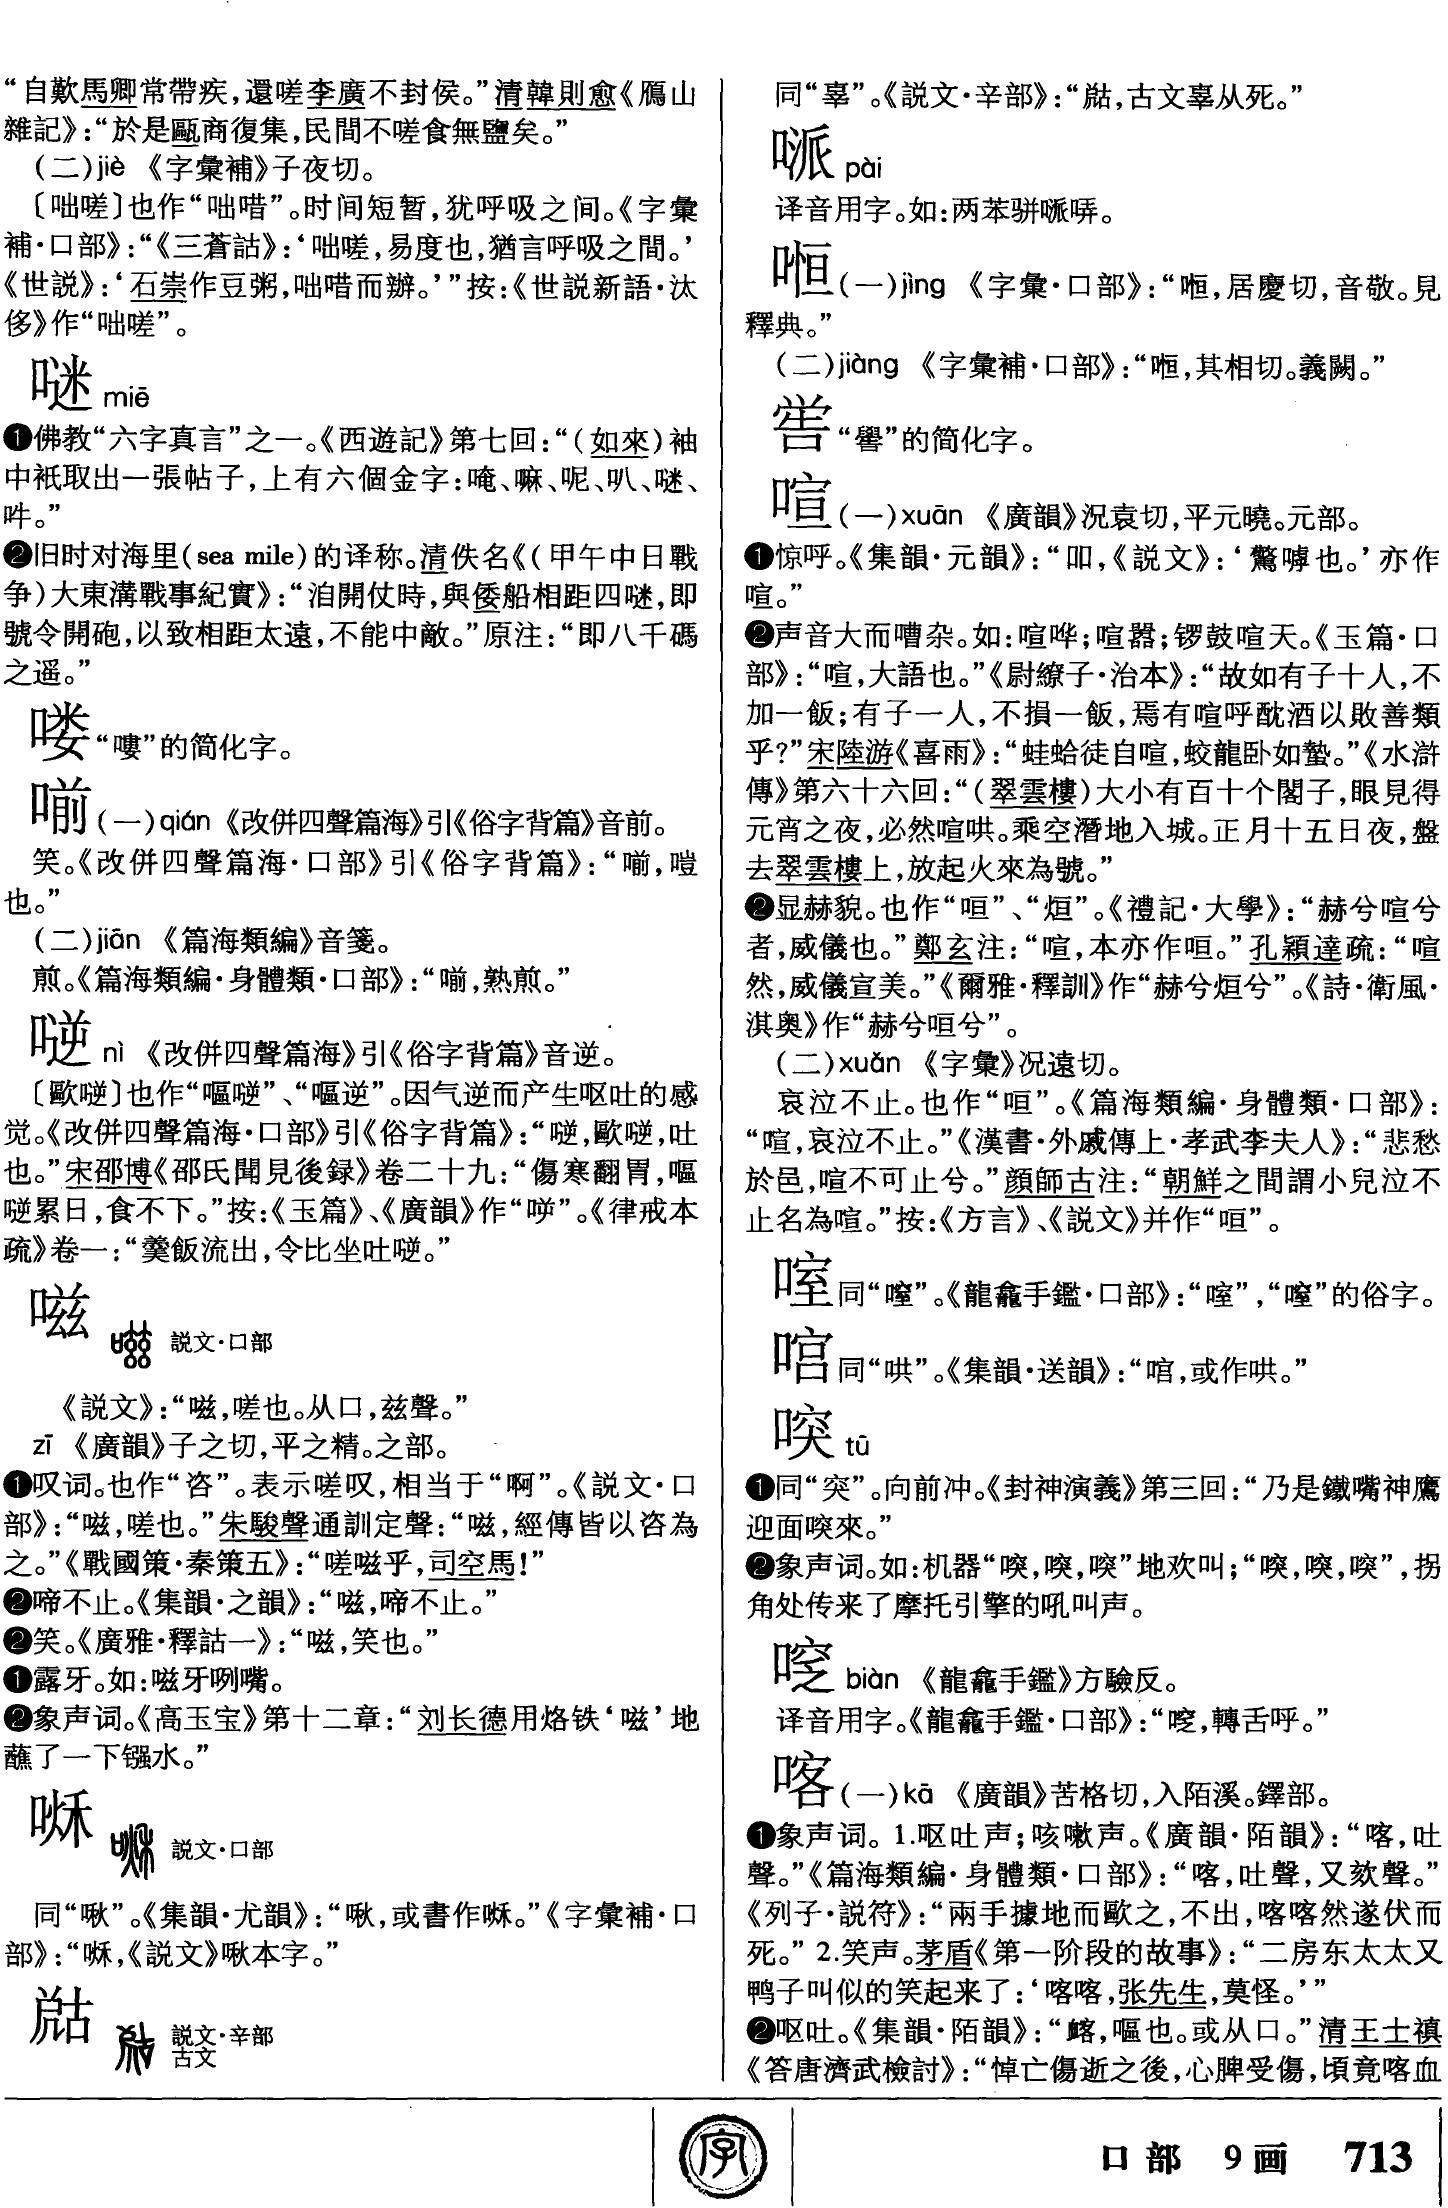 “自歎馬卿常帶疾，還嗟李廣不封侯。”清韓則愈《鴈山
雜記》：“於是甌商復集，民間不嗟食無鹽矣。”
（二）jiè 《字彙補》子夜切。
〔咄嗟〕也作“咄唶”。时间短暂，犹呼吸之间。《字彙
補·口部》：“《三蒼詁》：‘咄嗟，易度也，猶言呼吸之間。’
《世説》：‘石崇作豆粥，咄唶而辦。’”按：《世説新語·汰
侈》作“咄嗟”。
㖷 miē
❶佛教“六字真言”之一。《西遊記》第七回：“（如來）袖
中衹取出一張帖子，上有六個金字：唵、嘛、呢、叭、㖷、
吽。”
❷旧时对海里（sea mile）的译称。清佚名《（甲午中日戰
争）大東溝戰事紀實》：“洎開仗時，與倭船相距四㖷，即
號令開砲，以致相距太遠，不能中敵。”原注：“即八千碼
之遥。”
喽“嘍”的简化字。
㗃（一）qián《改併四聲篇海》引《俗字背篇》音前。
笑。《改併四聲篇海·口部》引《俗字背篇》：“㗃，嘊
也。”
（二）jiān 《篇海類編》音箋。
煎。《篇海類編·身體類·口部》：“㗃，熟煎。”
㖸 nì 《改併四聲篇海》引《俗字背篇》音逆。
〔歐㖸〕也作“嘔㖸”、“嘔逆”。因气逆而产生呕吐的感
觉。《改併四聲篇海·口部》引《俗字背篇》：“㖸，歐㖸，吐
也。”宋邵博《邵氏聞見後録》卷二十九：“傷寒翻胃，嘔
㖸累日，食不下。”按：《玉篇》、《廣韻》作“㖕”。《律戒本
疏》卷一：“羹飯流出，令比坐吐㖸。”
嗞
説文·口部
《説文》：“嗞，嗟也。从口，兹聲。”
zī 《廣韻》子之切，平之精。之部。
❶叹词。也作“咨”。表示嗟叹，相当于“啊”。《説文·口
部》：“嗞，嗟也。”朱駿聲通訓定聲：“嗞，經傳皆以咨為
之。”《戰國策·秦策五》：“嗟嗞乎，司空馬！”
❷啼不止。《集韻·之韻》：“嗞，啼不止。”
❷笑。《廣雅·釋詁一》：“嗞，笑也。”
❶露牙。如：嗞牙咧嘴。
❷象声词。《高玉宝》第十二章：“刘长德用烙铁‘嗞’地
蘸了一下镪水。”
説文·口部
同“啾”。《集韻·尤韻》：“啾，或書作。”《字彙補·口
部》：“，《説文》啾本字。”
説文·辛部
古文
同“辜”。《説文·辛部》：“，古文辜从死。”
哌 pài
译音用字。如：两苯骈哌哢。
（一）jìng 《字彙·口部》：“，居慶切，音敬。見
釋典。”
（二）jiàng 《字彙補·口部》：“，其相切。義闕。”
喾“嚳”的简化字。
喧（一）xuān 《廣韻》况袁切，平元曉。元部。
❶惊呼。《集韻·元韻》：“吅，《説文》：‘驚嘑也。’亦作
喧。”
❷声音大而嘈杂。如：喧哗；喧嚣；锣鼓喧天。《玉篇·口
部》：“喧，大語也。”《尉繚子·治本》：“故如有子十人，不
加一飯；有子一人，不損一飯，焉有喧呼酖酒以敗善類
乎？”宋陸游《喜雨》：“蛙蛤徒自喧，蛟龍卧如蟄。”《水滸
傳》第六十六回：“（翠雲樓）大小有百十个閣子，眼見得
元宵之夜，必然喧哄。乘空潛地入城。正月十五日夜，盤
去翠雲樓上，放起火來為號。”
❷显赫貌。也作“咺”、“烜”。《禮記·大學》：“赫兮喧兮
者，威儀也。”鄭玄注：“喧，本亦作咺。”孔穎達疏：“喧
然，威儀宣美。”《爾雅·釋訓》作“赫兮烜兮”。《詩·衛風·
淇奥》作“赫兮咺兮”。
（二）xuǎn 《字彙》况遠切。
哀泣不止。也作“咺”。《篇海類編·身體類·口部》：
“喧，哀泣不止。”《漢書·外戚傳上·孝武李夫人》：“悲愁
於邑，喧不可止兮。”顔師古注：“朝鮮之間謂小兒泣不
止名為喧。”按：《方言》、《説文》并作“咺”。
㗌同“”。《龍龕手鑑·口部》：“㗌”，“”的俗字。
㖓同“哄”。《集韻·送韻》：“，或作哄。”
㗀 tū
❶同“突”。向前冲。《封神演義》第三回：“乃是鐵嘴神鷹
迎面㗀來。”
❷象声词。如：机器“㗀，㗀，㗀”地欢叫；“㗀，㗀，㗀”，拐
角处传来了摩托引擎的吼叫声。
biàn 《龍龕手鑑》方驗反。
译音用字。《龍龕手鑑·口部》：“，轉舌呼。”
喀（一）kā 《廣韻》苦格切，入陌溪。鐸部。
❶象声词。1.呕吐声；咳嗽声。《廣韻·陌韻》：“喀，吐
聲。”《篇海類編·身體類·口部》：“喀，吐聲，又欬聲。”
《列子·説符》：“兩手據地而歐之，不出，喀喀然遂伏而
死。” 2.笑声。茅盾《第一阶段的故事》：“二房东太太又
鸭子叫似的笑起来了：‘喀喀，张先生，莫怪。’”
❷呕吐。《集韻·陌韻》：“，嘔也。或从口。”清王士禛
《答唐濟武檢討》：“悼亡傷逝之後，心脾受傷，頃竟喀血
字
口部 9画 713